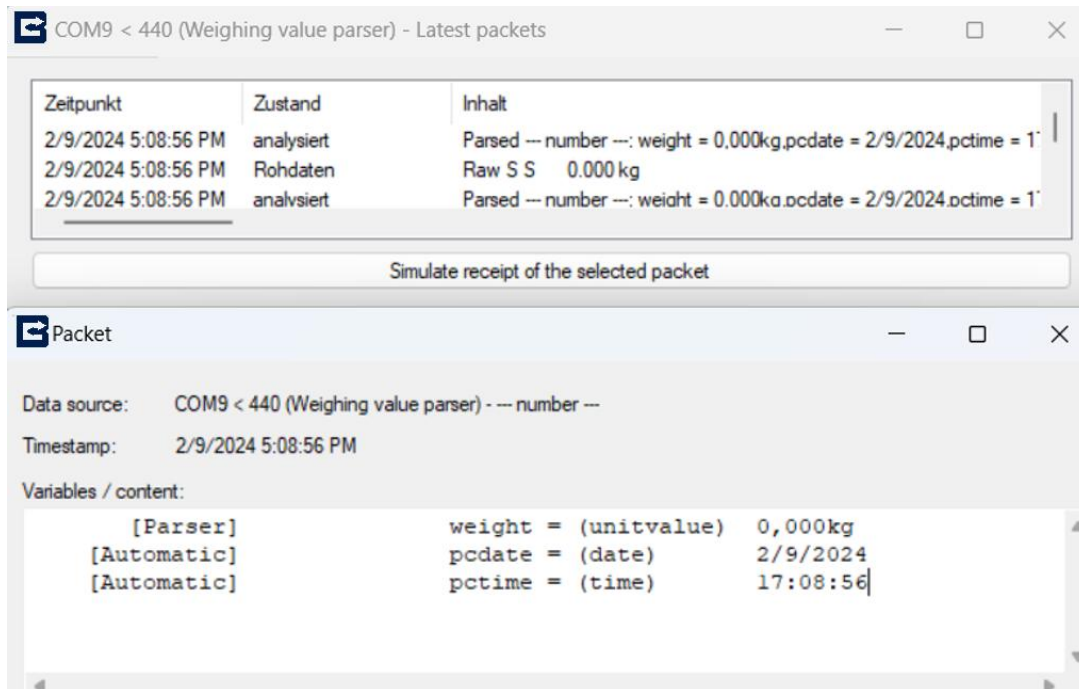 COM9 < 440 (Weighing value parser) - Latest packets
Zeitpunkt Zustand Inhalt
2/9/2024 5:08:56 PM analysiert Parsed --- number ---: weight = 0,000kg,pcdate = 2/9/2024,pctime = 1
2/9/2024 5:08:56 PM Rohdaten Raw S S 0.000 kg
2/9/2024 5:08:56 PM analysiert Parsed --- number ---: weight = 0.000kg,pcdate = 2/9/2024,pctime = 1
Simulate receipt of the selected packet
Packet
Data source: COM9 < 440 (Weighing value parser) - --- number ---
Timestamp: 2/9/2024 5:08:56 PM
Variables / content:
[Parser] weight = (unitvalue) 0,000kg
[Automatic] pcdate = (date) 2/9/2024
[Automatic] pctime = (time) 17:08:56